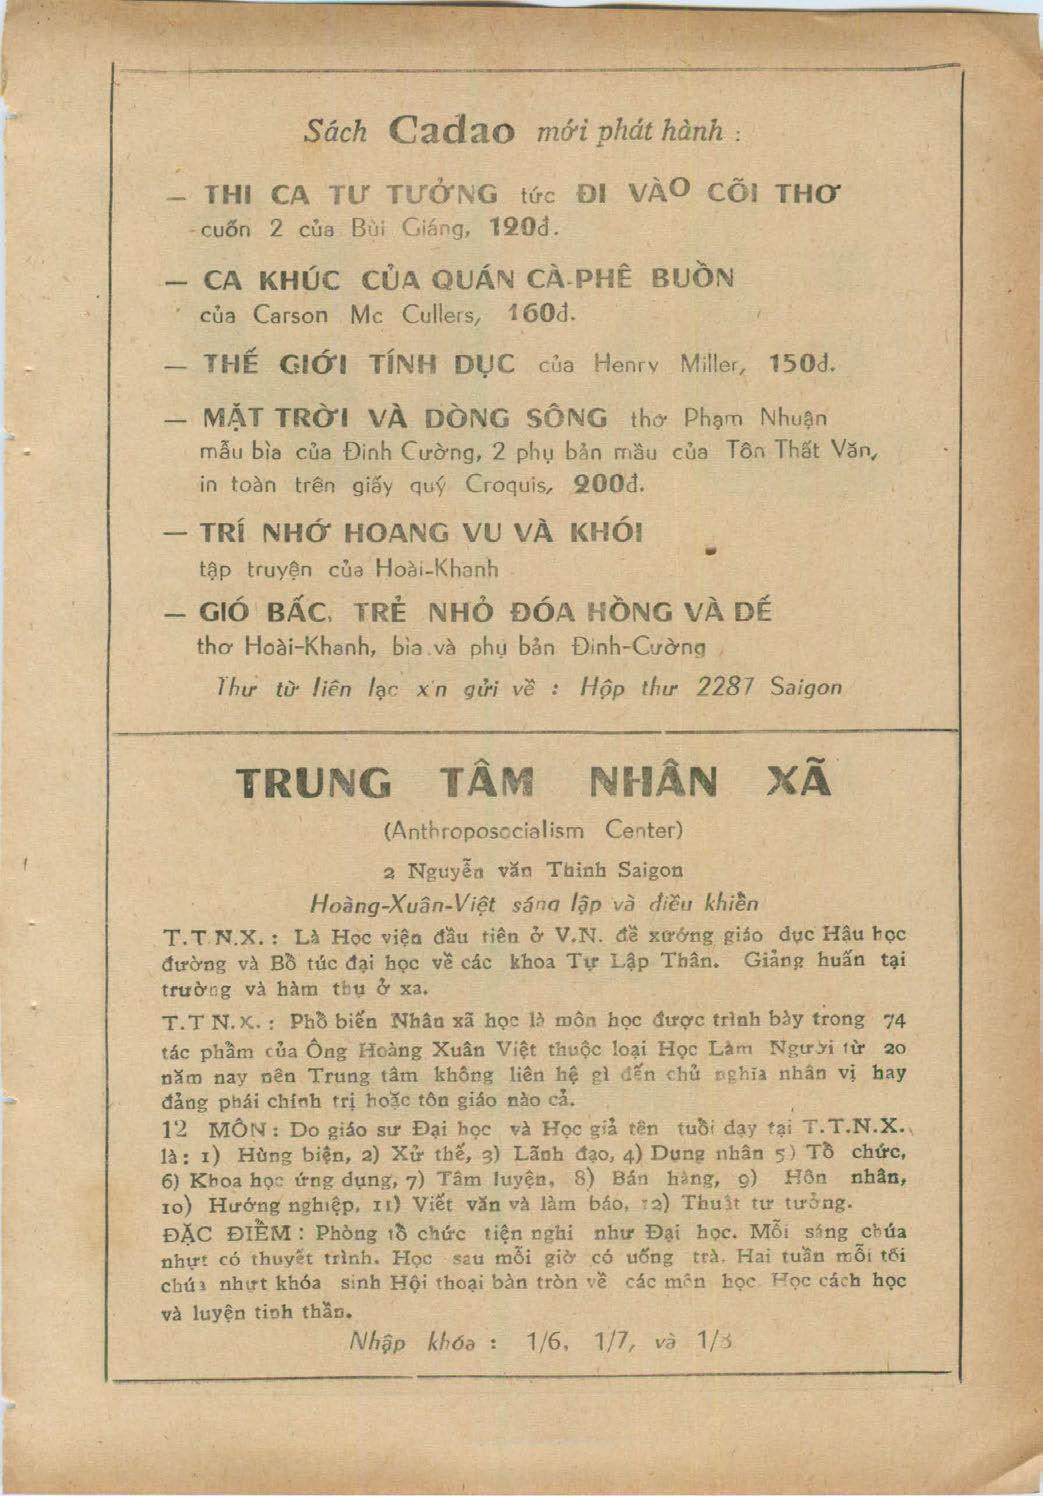 Sách Cadao mới phát hành :
— THI CA TƯ TƯỞNG tức ĐI VÀO CÕI THƠ
cuốn 2 của Bùi Giáng, 120đ.
— CA KHÚC CỦA QUÁN CÀ-PHÊ BUỒN
của Carson Mc Cullers, 160đ.
— THẾ GIỚI TÍNH DỤC của Henry Miller, 150đ.
— MẶT TRỜI VÀ DÒNG SÔNG thơ Phạm Nhuận
mẫu bìa của Đinh Cường, 2 phụ bản mầu của Tôn Thất Văn,
in toàn trên giấy quý Croquis, 200đ.
— TRÍ NHỚ HOANG VU VÀ KHÓI
tập truyện của Hoài-Khanh
— GIÓ BẤC, TRẺ NHỎ ĐÓA HỒNG VÀ DẾ
thơ Hoài-Khanh, bìa và phụ bản Đinh-Cường
Thư từ liên lạc xin gửi về : Hộp thư 2287 Saigon
TRUNG TÂM NHÂN XÃ
(Anthroposocialism Center)
2 Nguyễn văn Thinh Saigon
Hoàng-Xuân-Việt sáng lập và điều khiển
T.T.N.X. : Là Học viện đầu tiên ở V.N. đề xướng giáo dục Hậu học
đường và Bổ túc đại học về các khoa Tự Lập Thân. Giảng huấn tại
trường và hàm thụ ở xa.
T.T N.X. : Phổ biến Nhân xã học là môn học được trình bày trong 74
tác phẩm của Ông Hoàng Xuân Việt thuộc loại Học Làm Người từ 20
năm nay nên Trung tâm không liên hệ gì đến chủ nghĩa nhân vị hay
đảng phái chính trị hoặc tôn giáo nào cả.
12 MÔN : Do giáo sư Đại học và Học giả tên tuổi dạy tại T.T.N.X.
là : 1) Hùng biện, 2) Xử thế, 3) Lãnh đạo, 4) Dụng nhân 5) Tổ chức,
6) Khoa học ứng dụng, 7) Tâm luyện, 8) Bán hàng, 9) Hôn nhân,
10) Hướng nghiệp, 11) Viết văn và làm báo, 12) Thuật tư tưởng.
ĐẶC ĐIỂM : Phòng tổ chức tiện nghi như Đại học. Mỗi sáng chúa
nhựt có thuyết trình. Học sau mỗi giờ có uống trà. Hai tuần mỗi tối
chúa nhựt khóa sinh Hội thoại bàn tròn về các môn học. Học cách học
và luyện tinh thần.
Nhập khóa : 1/6, 1/7, và 1/8